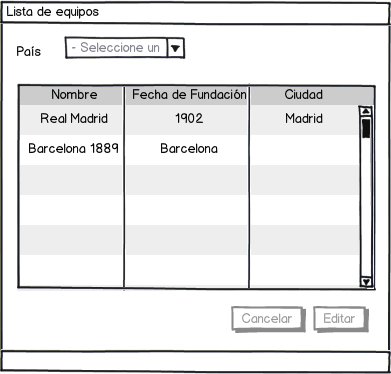 Lista de equipos
País - Seleccione un
Nombre Fecha de Fundación Ciudad
Real Madrid 1902 Madrid
Barcelona 1889 Barcelona
Cancelar Editar